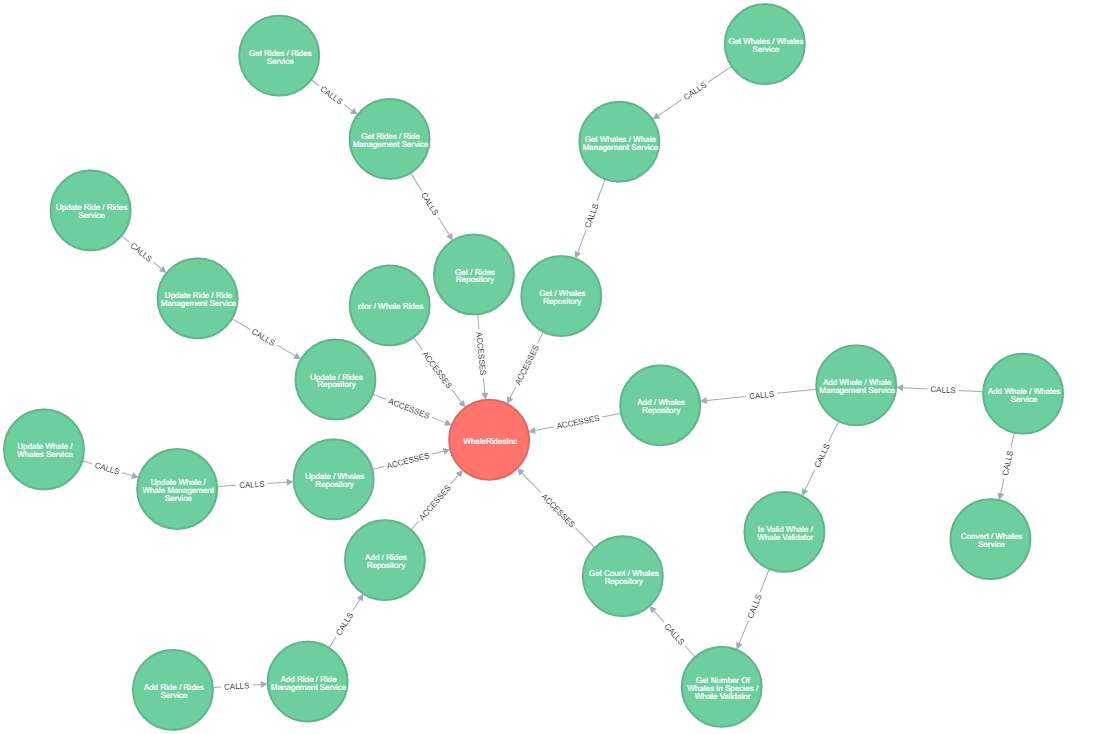 Get Rides / Rides
Service
CALLS
Get Rides / Ride
Management Service
CALLS
Get / Rides
Repository
ACCESSES
Get Whales / Whales
Service
CALLS
Get Whales / Whale
Management Service
CALLS
Get / Whales
Repository
ACCESSES
Update Ride / Rides
Service
CALLS
Update Ride / Ride
Management Service
CALLS
Update / Rides
Repository
ACCESSES
ctor / Whale Rides
ACCESSES
WhaleRidesInc
Update Whale /
Whales Service
CALLS
Update Whale /
Whale Management
Service
CALLS
Update / Whales
Repository
ACCESSES
Add Ride / Rides
Service
CALLS
Add Ride / Ride
Management Service
CALLS
Add / Rides
Repository
ACCESSES
Add / Whales
Repository
ACCESSES
CALLS
Add Whale / Whale
Management Service
CALLS
Add Whale / Whales
Service
CALLS
Convert / Whales
Service
CALLS
Is Valid Whale /
Whale Validator
CALLS
Get Number Of
Whales In Species /
Whale Validator
CALLS
Get Count / Whales
Repository
ACCESSES